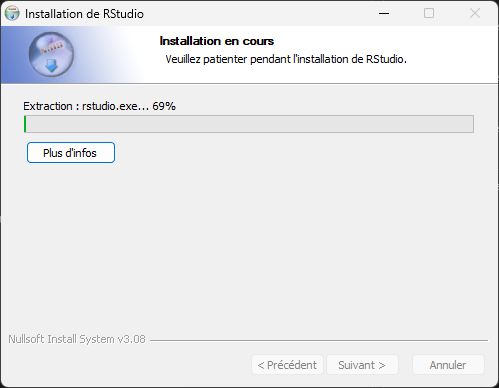 Installation de RStudio
Installation en cours
Veuillez patienter pendant l'installation de RStudio.
Extraction : rstudio.exe... 69%
Plus d'infos
Nullsoft Install System v3.08
< Précédent Suivant > Annuler